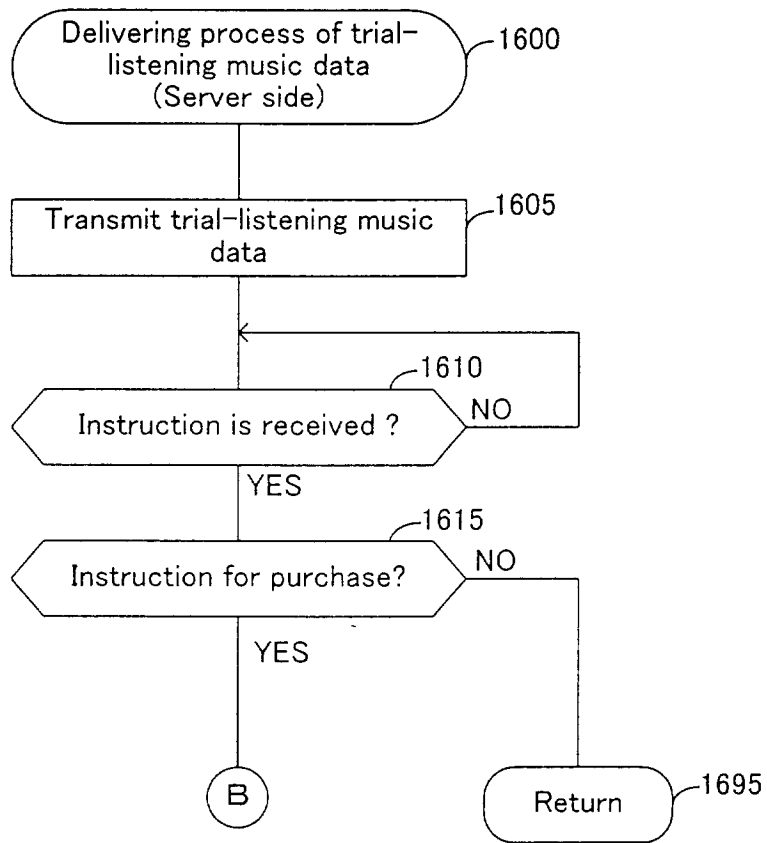 Delivering process of trial-
listening music data
(Server side)
1600
Transmit trial-listening music
data
1605
1610
Instruction is received ?
NO
YES
1615
Instruction for purchase?
NO
YES
B
Return
1695